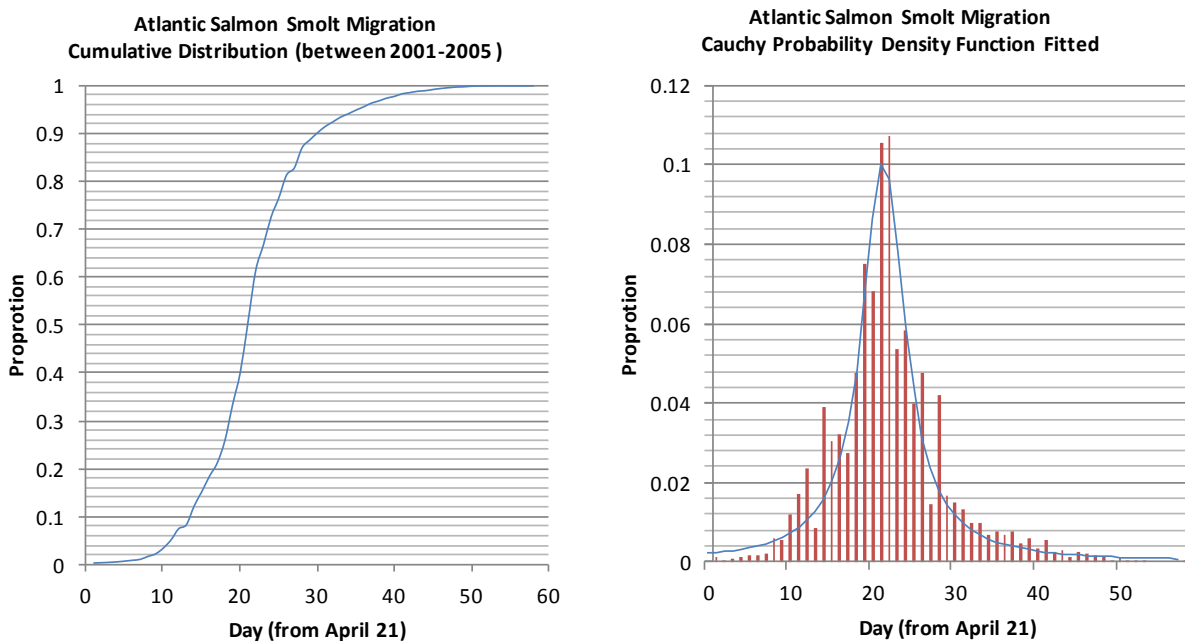 Atlantic Salmon Smolt Migration
Cumulative Distribution (between 2001-2005 )
1
0.9
0.8
0.7
0.6
0.5
0.4
0.3
0.2
0.1
0
Proprotion
0 10 20 30 40 50 60
Day (from April 21)
Atlantic Salmon Smolt Migration
Cauchy Probability Density Function Fitted
0.12
0.1
0.08
0.06
0.04
0.02
0
Proprotion
0 10 20 30 40 50
Day (from April 21)